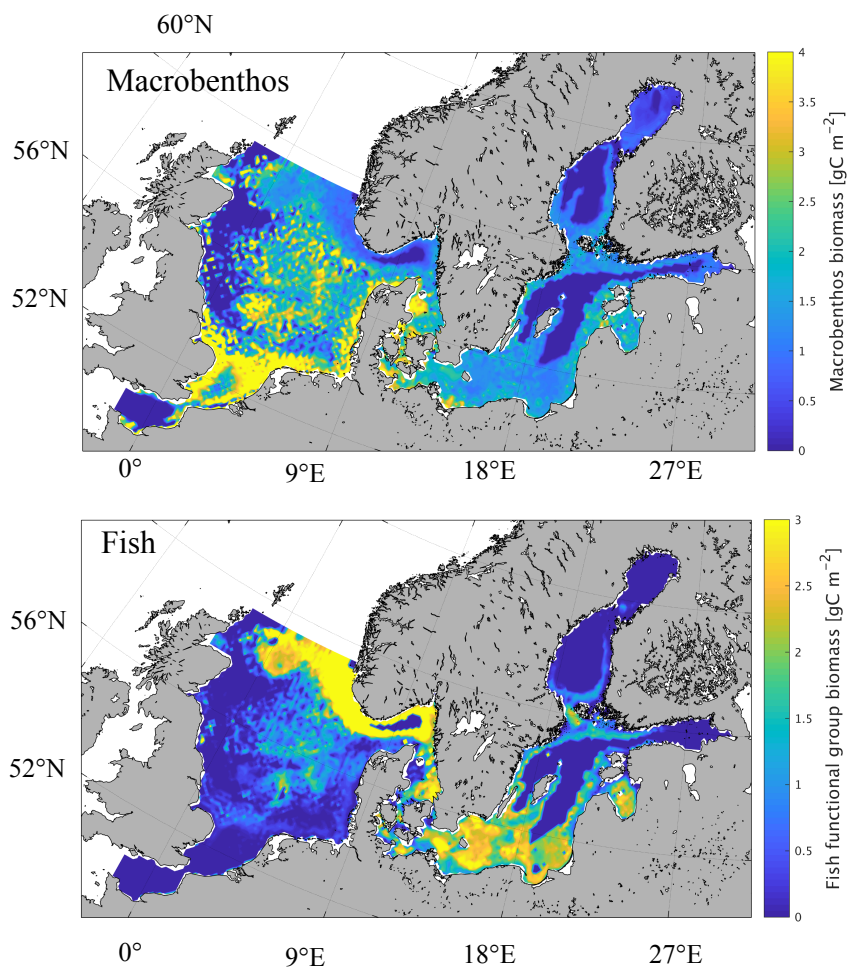 60°N
Macrobenthos
56°N
52°N
0°
9°E
18°E
27°E
4
3.5
3
2.5
2
1.5
1
0.5
0
Macrobenthos biomass [gC m⁻²]
Fish
56°N
52°N
0°
9°E
18°E
27°E
3
2.5
2
1.5
1
0.5
0
Fish functional group biomass [gC m⁻²]